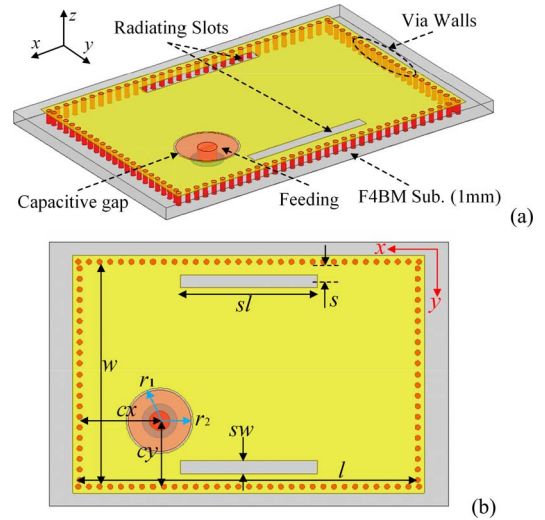 z
x
y
Radiating Slots
Via Walls
Capacitive gap
Feeding
F4BM Sub. (1mm)
(a)
x
y
sl
s
w
r1
cx
r2
sw
cy
l
(b)